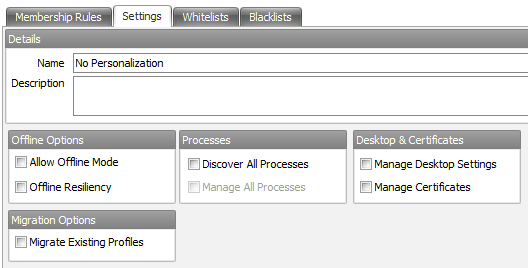 Membership Rules Settings Whitelists Blacklists
Details
Name No Personalization
Description
Offline Options Processes Desktop & Certificates
Allow Offline Mode Discover All Processes Manage Desktop Settings
Offline Resiliency Manage All Processes Manage Certificates
Migration Options
Migrate Existing Profiles